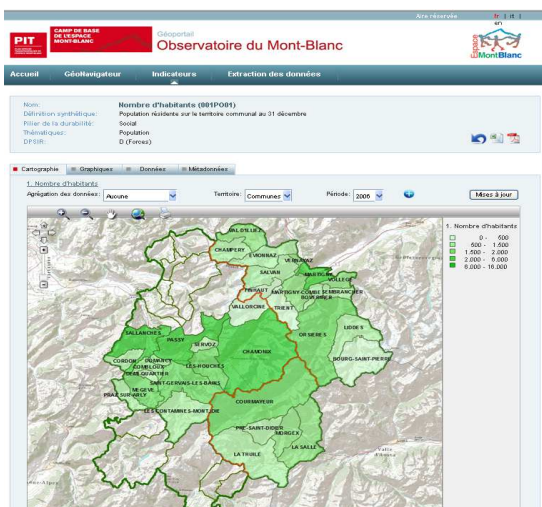 Aire réservée fr | it | en
PIT
CAMP DE BASE
DE L'ESPACE
MONT-BLANC
Géoportail
Observatoire du Mont-Blanc
Espace
MontBlanc
Accueil GéoNavigateur Indicateurs Extraction des données
Nom: Nombre d'habitants (001PO01)
Définition synthétique: Population résidente sur le territoire communal au 31 décembre
Pilier de la durabilité: Social
Thématiques: Population
DPSIR: D (Forces)
Cartographie Graphiques Données Métadonnées
1. Nombre d'habitants
Agrégation des données: Aucune Territoire: Communes Période: 2006 Mises à jour
1. Nombre d'habitants
0 - 600
600 - 1.500
1.500 - 2.000
2.000 - 6.000
6.000 - 16.000
VAL D'ILLIEZ
CHAMPERY
EVIONNAZ
VERNAYAZ
SALVAN
MARTIGNY
VOLLEGES
FINHAUT
MARTIGNY-COMBE
SEMBRANCHER
BOVERNIER
VALLORCINE
TRIENT
ORSIERES
LIDDES
SALLANCHES
PASSY
SERVOZ
CHAMONIX
BOURG-SAINT-PIERRE
CORDON
DOMANCY
COMBLOUX
LES-HOUCHES
DEMI-QUARTIER
SAINT-GERVAIS-LES-BAINS
MEGEVE
PRAZ-SUR-ARLY
LES CONTAMINES-MONTJOIE
COURMAYEUR
PRE-SAINT-DIDIER
MORGEX
LA SALLE
LA THUILE
Valle
d'Aosta